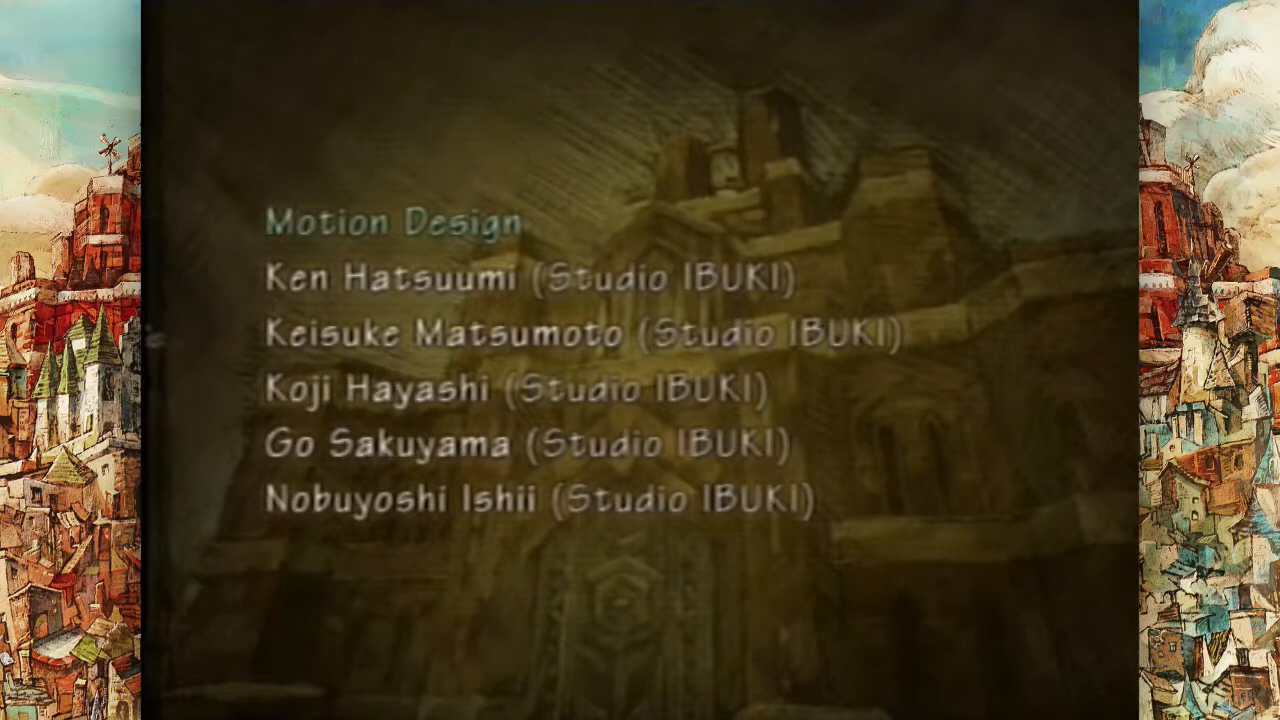 Motion Design
Ken Hatsuumi (Studio IBUKI)
Keisuke Matsumoto (Studio IBUKI)
Koji Hayashi (Studio IBUKI)
Go Sakuyama (Studio IBUKI)
Nobuyoshi Ishii (Studio IBUKI)